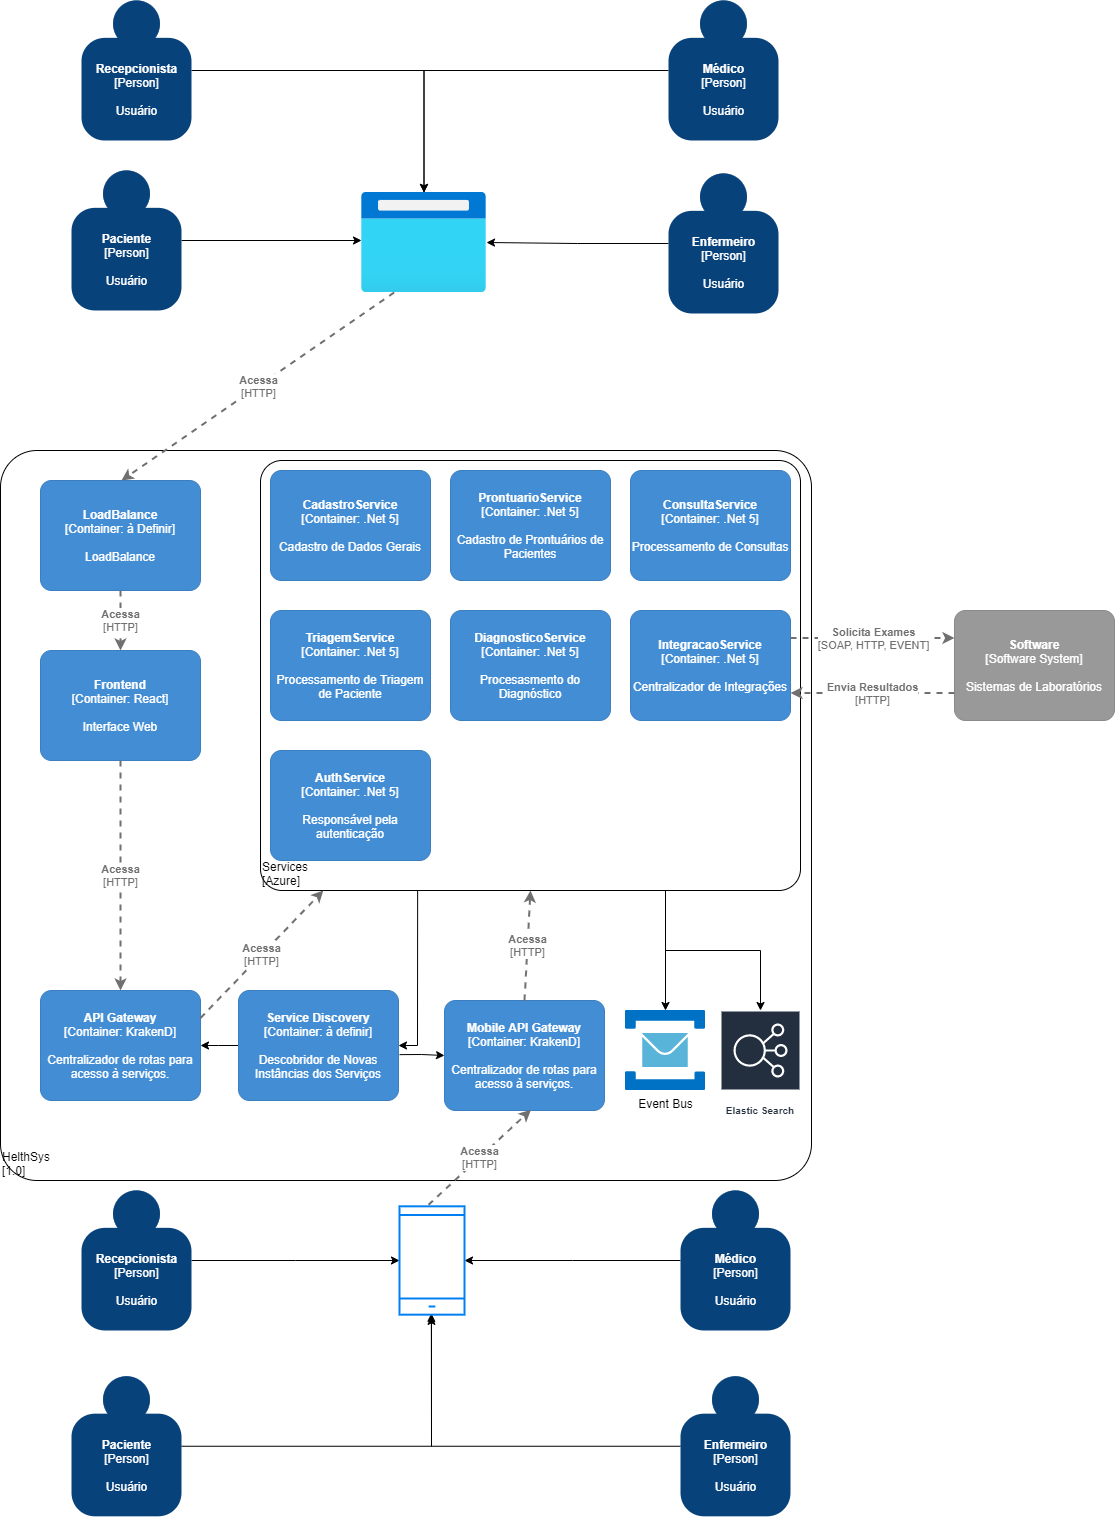 Recepcionista
[Person]
Usuário
Médico
[Person]
Usuário
Paciente
[Person]
Usuário
Enfermeiro
[Person]
Usuário
Acessa
[HTTP]
LoadBalance
[Container: à Definir]
LoadBalance
Acessa
[HTTP]
Frontend
[Container: React]
Interface Web
Acessa
[HTTP]
CadastroService
[Container: .Net 5]
Cadastro de Dados Gerais
ProntuarioService
[Container: .Net 5]
Cadastro de Prontuários de
Pacientes
ConsultaService
[Container: .Net 5]
Processamento de Consultas
TriagemService
[Container: .Net 5]
Processamento de Triagem
de Paciente
DiagnosticoService
[Container: .Net 5]
Procesasmento do
Diagnóstico
IntegracaoService
[Container: .Net 5]
Centralizador de Integrações
Solicita Exames
[SOAP, HTTP, EVENT]
Envia Resultados
[HTTP]
Software
[Software System]
Sistemas de Laboratórios
AuthService
[Container: .Net 5]
Responsável pela
autenticação
Services
[Azure]
Acessa
[HTTP]
Acessa
[HTTP]
API Gateway
[Container: KrakenD]
Centralizador de rotas para
acesso à serviços.
Service Discovery
[Container: à definir]
Descobridor de Novas
Instâncias dos Serviços
Mobile API Gateway
[Container: KrakenD]
Centralizador de rotas para
acesso à serviços.
Event Bus
Elastic Search
Acessa
[HTTP]
HelthSys
[1.0]
Recepcionista
[Person]
Usuário
Médico
[Person]
Usuário
Paciente
[Person]
Usuário
Enfermeiro
[Person]
Usuário